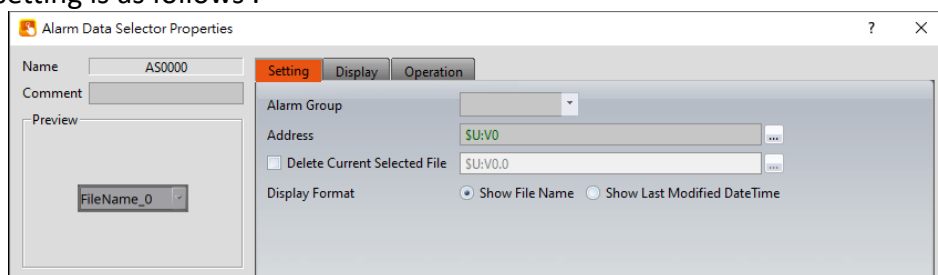 setting is as follows :
Alarm Data Selector Properties ? X
Name AS0000
Comment
Preview
FileName_0
Setting Display Operation
Alarm Group
Address $U:V0 ...
Delete Current Selected File $U:V0.0 ...
Display Format Show File Name Show Last Modified DateTime